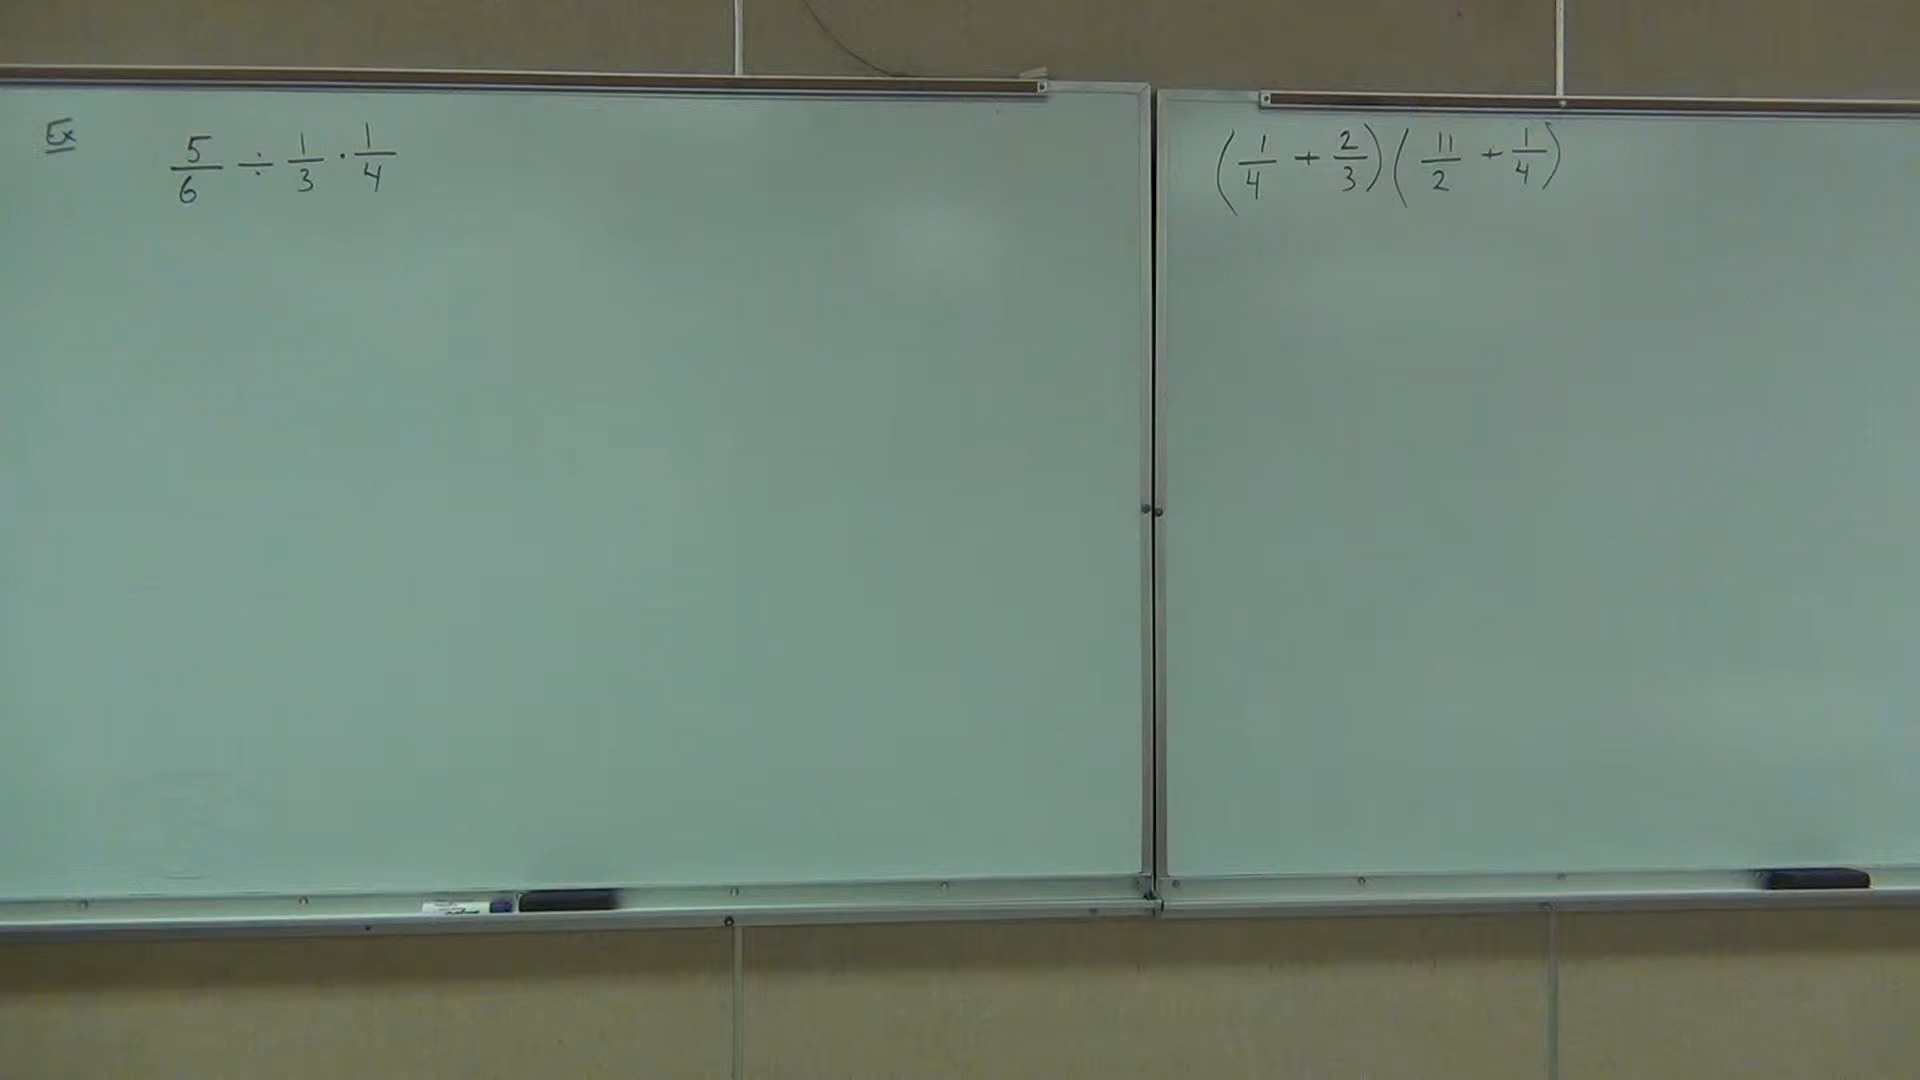 Ex 5/6 ÷ 1/3 · 1/4
(1/4 + 2/3)(11/2 + 1/4)